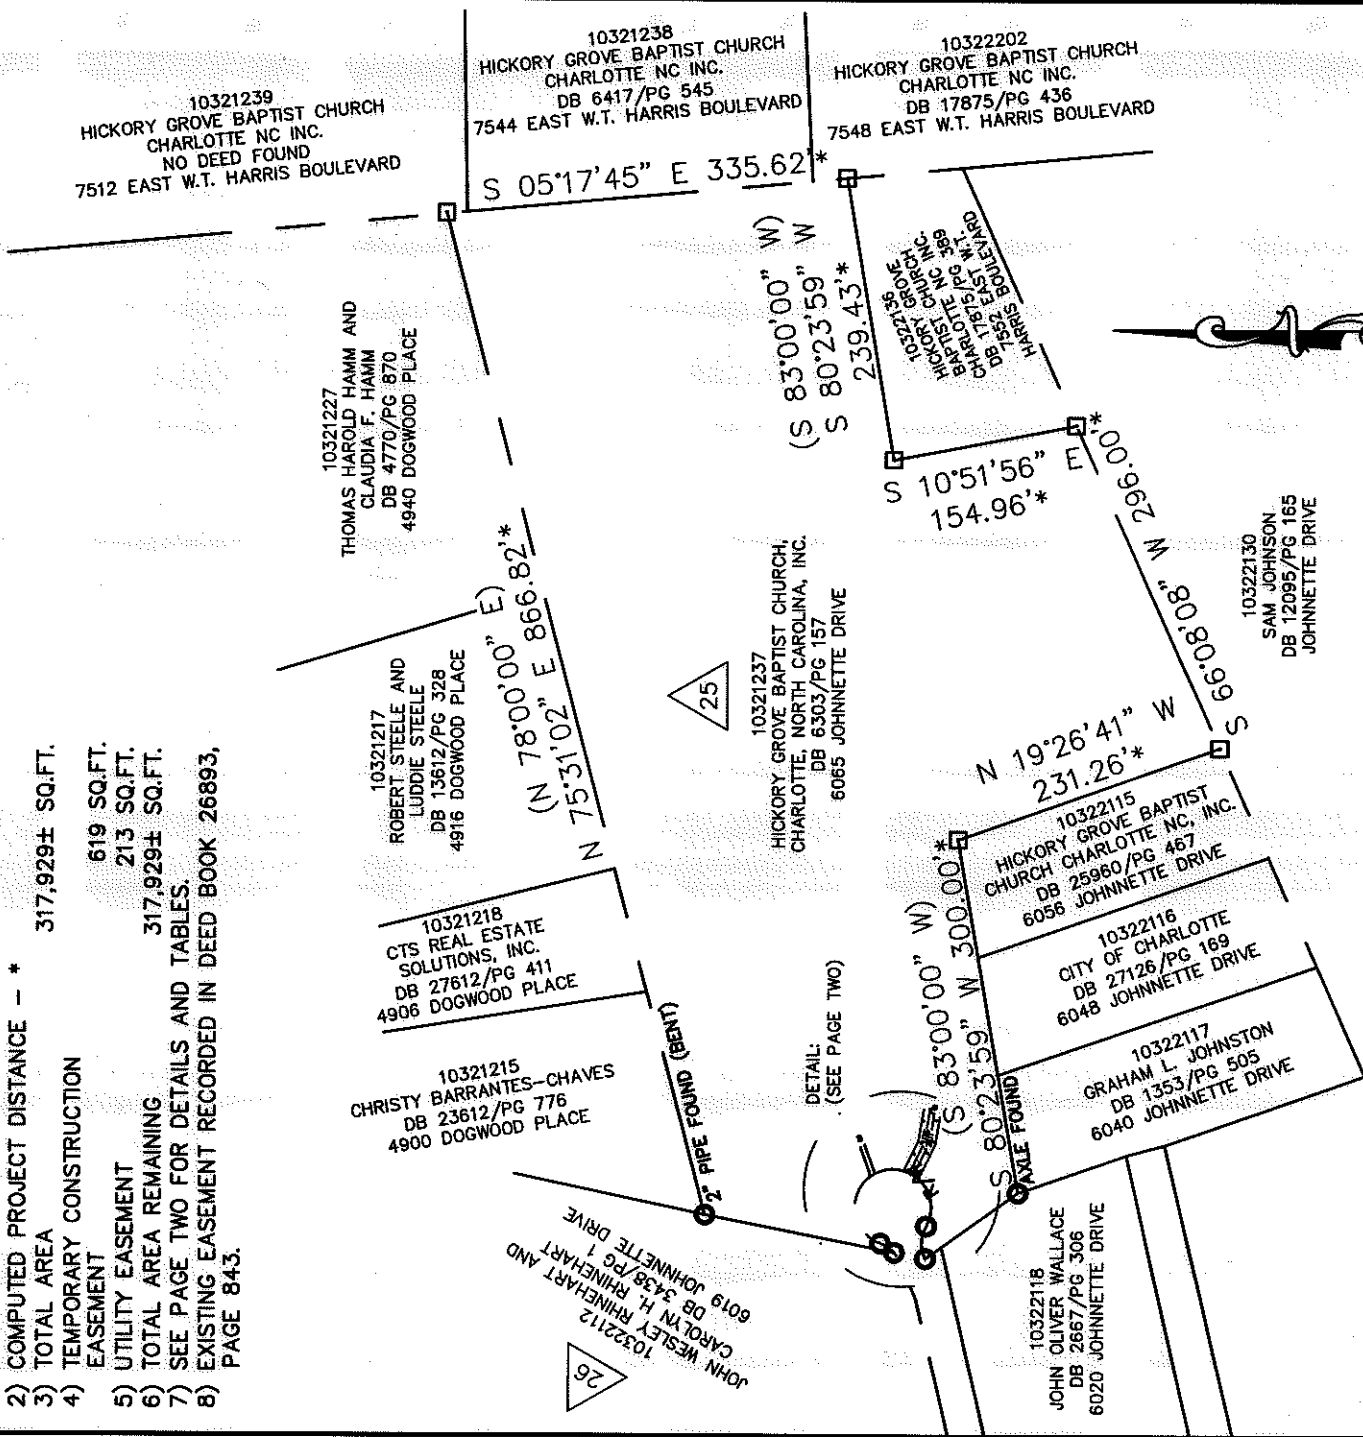 2) COMPUTED PROJECT DISTANCE - *
3) TOTAL AREA 317,929± SQ.FT.
4) TEMPORARY CONSTRUCTION
EASEMENT 619 SQ.FT.
5) UTILITY EASEMENT 213 SQ.FT.
6) TOTAL AREA REMAINING 317,929± SQ.FT.
7) SEE PAGE TWO FOR DETAILS AND TABLES.
8) EXISTING EASEMENT RECORDED IN DEED BOOK 26893,
PAGE 843.
10321239
HICKORY GROVE BAPTIST CHURCH
CHARLOTTE NC INC.
NO DEED FOUND
7512 EAST W.T. HARRIS BOULEVARD
10321238
HICKORY GROVE BAPTIST CHURCH
CHARLOTTE NC INC.
DB 6417/PG 545
7544 EAST W.T. HARRIS BOULEVARD
10322202
HICKORY GROVE BAPTIST CHURCH
CHARLOTTE NC INC.
DB 17875/PG 436
7548 EAST W.T. HARRIS BOULEVARD
S 05°17'45" E 335.62'*
10321227
THOMAS HAROLD HAMM AND
CLAUDIA F. HAMM
DB 4770/PG 870
4940 DOGWOOD PLACE
(S 83°00'00" W)
S 80°23'59" W
239.43'*
10322136
HICKORY GROVE
BAPTIST CHURCH
CHARLOTTE NC INC.
DB 17875/PG 389
7552 EAST W.T.
HARRIS BOULEVARD
S 10°51'56" E
154.96'*
S 66°08'08" W 296.00'*
10321217
ROBERT STEELE AND
LUDDIE STEELE
DB 13612/PG 328
4916 DOGWOOD PLACE
(N 78°00'00" E)
N 75°31'02" E 866.82'*
25
10321237
HICKORY GROVE BAPTIST CHURCH,
CHARLOTTE, NORTH CAROLINA, INC.
DB 6303/PG 157
6065 JOHNNETTE DRIVE
10322130
SAM JOHNSON
DB 12095/PG 165
JOHNNETTE DRIVE
N 19°26'41" W
231.26'*
10322115
HICKORY GROVE BAPTIST
CHURCH CHARLOTTE NC, INC.
DB 25960/PG 467
6056 JOHNNETTE DRIVE
10321218
CTS REAL ESTATE
SOLUTIONS, INC.
DB 27612/PG 411
4906 DOGWOOD PLACE
10322116
CITY OF CHARLOTTE
DB 27126/PG 169
6048 JOHNNETTE DRIVE
(S 83°00'00" W)
S 80°23'59" W 300.00'*
10321215
CHRISTY BARRANTES-CHAVES
DB 23612/PG 776
4900 DOGWOOD PLACE
2" PIPE FOUND (BENT)
DETAIL:
(SEE PAGE TWO)
AXLE FOUND
10322117
GRAHAM L. JOHNSTON
DB 1353/PG 505
6040 JOHNNETTE DRIVE
10322112
JOHN WESLEY RHINEHART AND
CAROLYN H. RHINEHART
DB 3438/PG 1
6019 JOHNNETTE DRIVE
26
10322118
JOHN OLIVER WALLACE
DB 2667/PG 306
6020 JOHNNETTE DRIVE